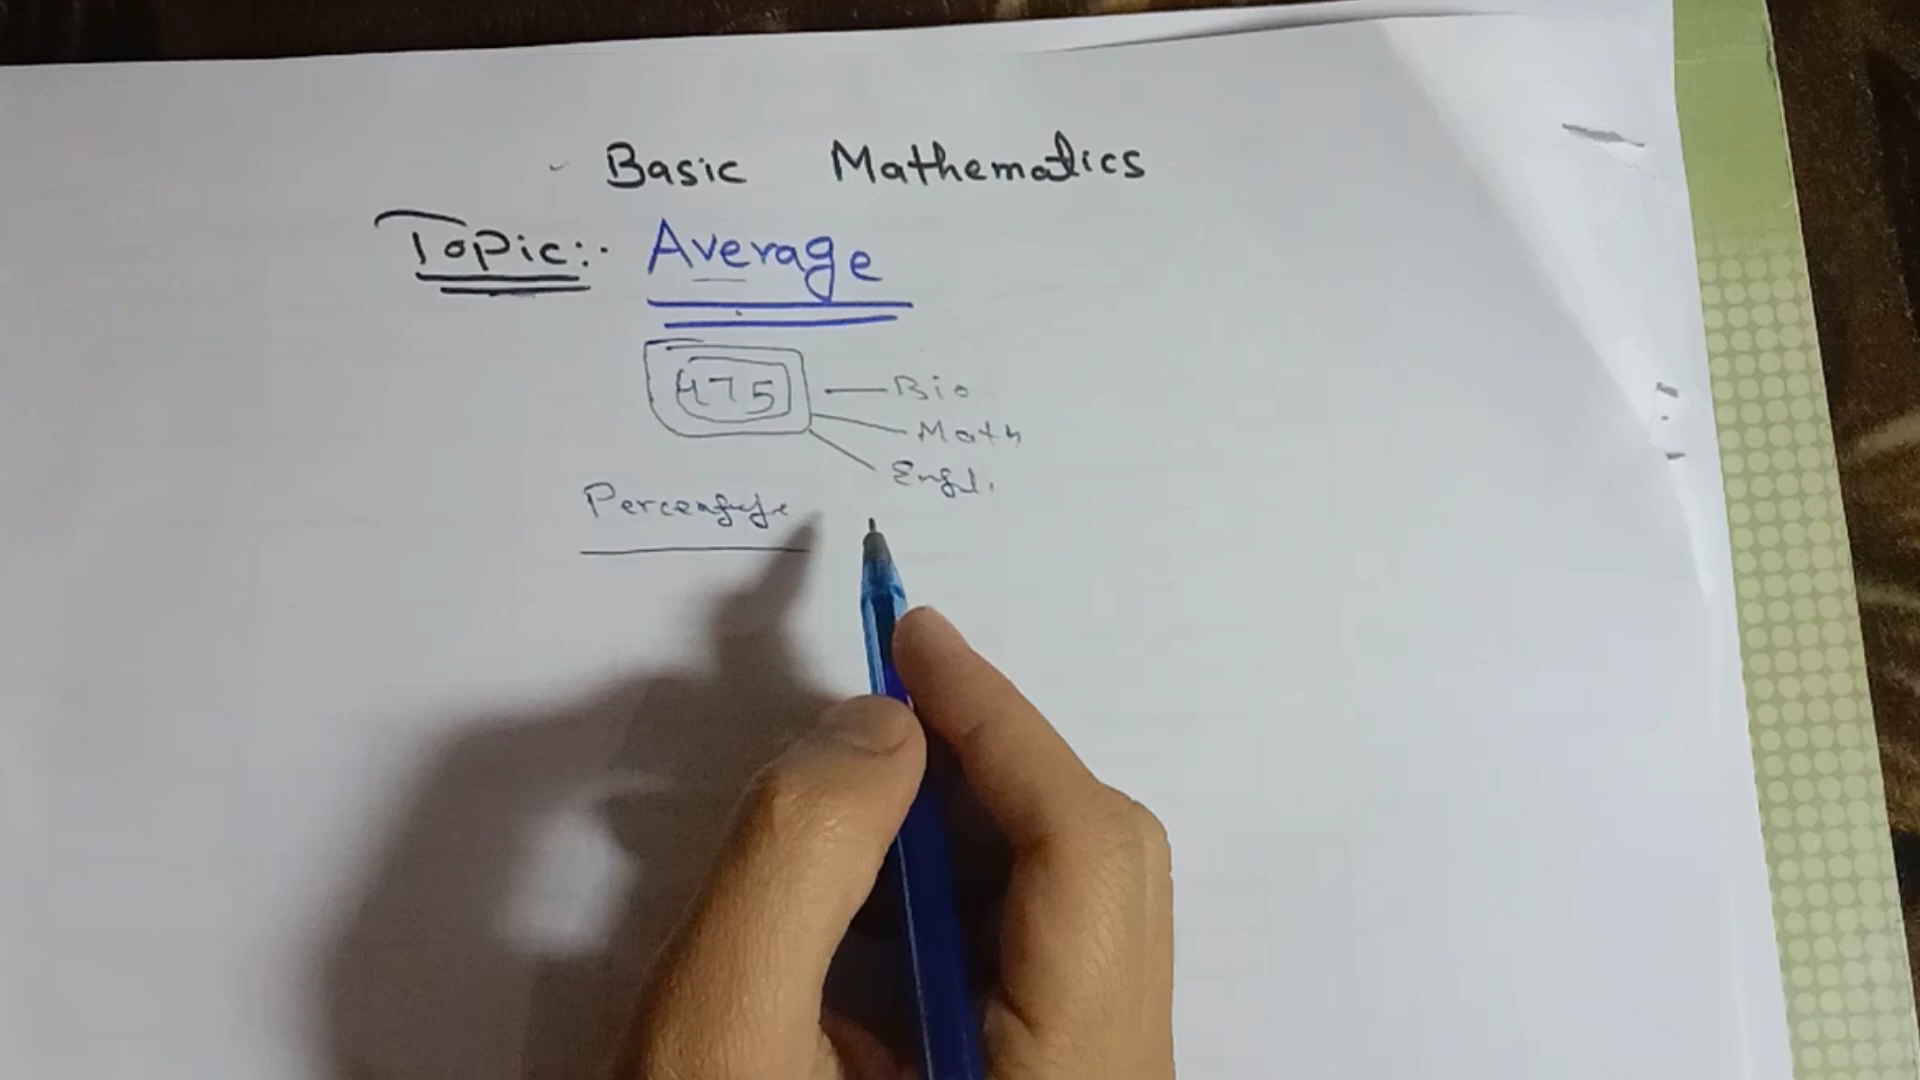 Basic Mathematics
Topic:. Average
475 Bio
Math
Engl.
Percentage